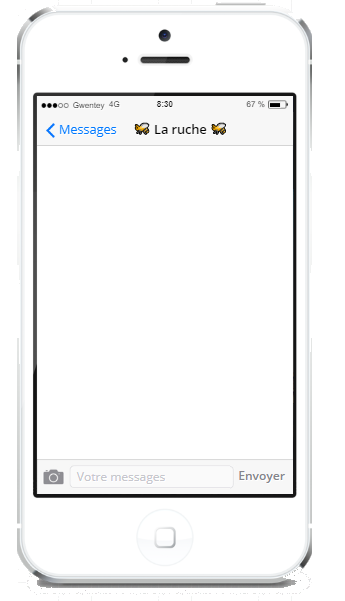 Gwentey 4G 8:30 67 %
Messages 🐝 La ruche 🐝
Votre messages Envoyer